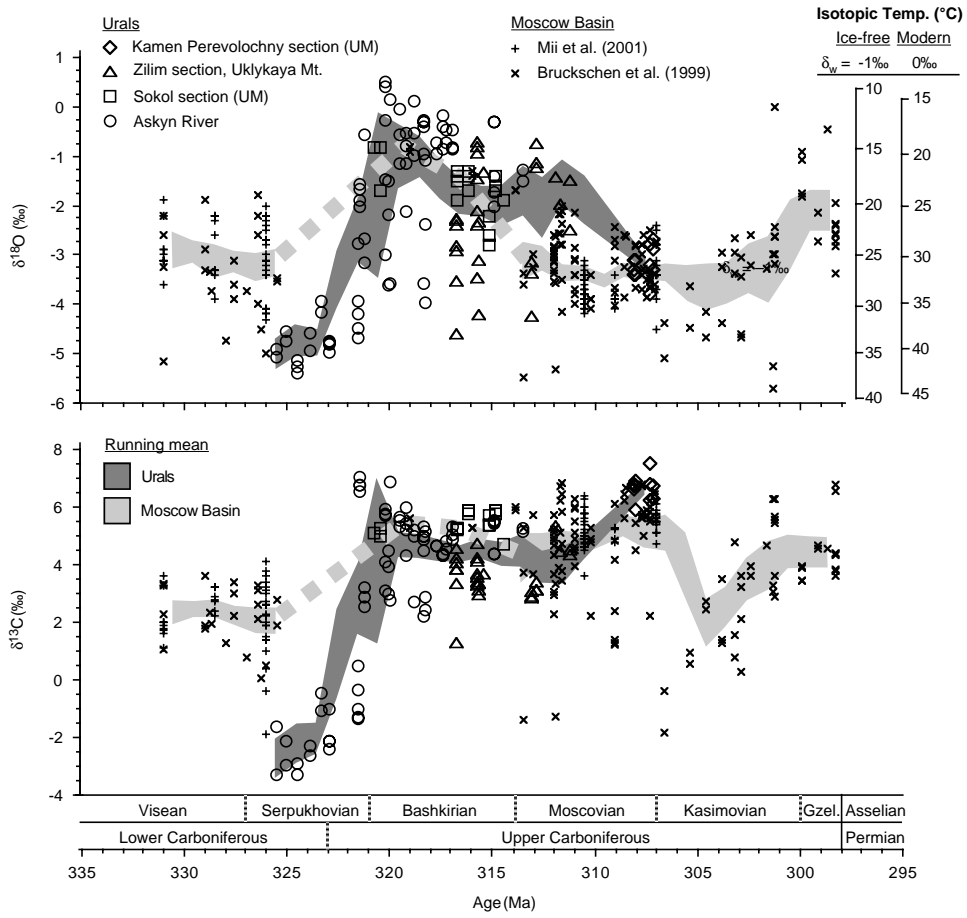 Urals
Kamen Perevolochny section (UM)
Zilim section, Uklykaya Mt.
Sokol section (UM)
Askyn River
Moscow Basin
Mii et al. (2001)
Bruckschen et al. (1999)
Isotopic Temp. (°C)
Ice-free Modern
δw = -1‰ 0‰
10
15
20
25
30
35
40
15
20
25
30
35
40
45
1
0
-1
-2
-3
-4
-5
-6
δ18O (‰)
Running mean
Urals
Moscow Basin
8
6
4
2
0
-2
-4
δ13C (‰)
Visean Serpukhovian Bashkirian Moscovian Kasimovian Gzel. Asselian
Lower Carboniferous Upper Carboniferous Permian
335 330 325 320 315 310 305 300 295
Age (Ma)